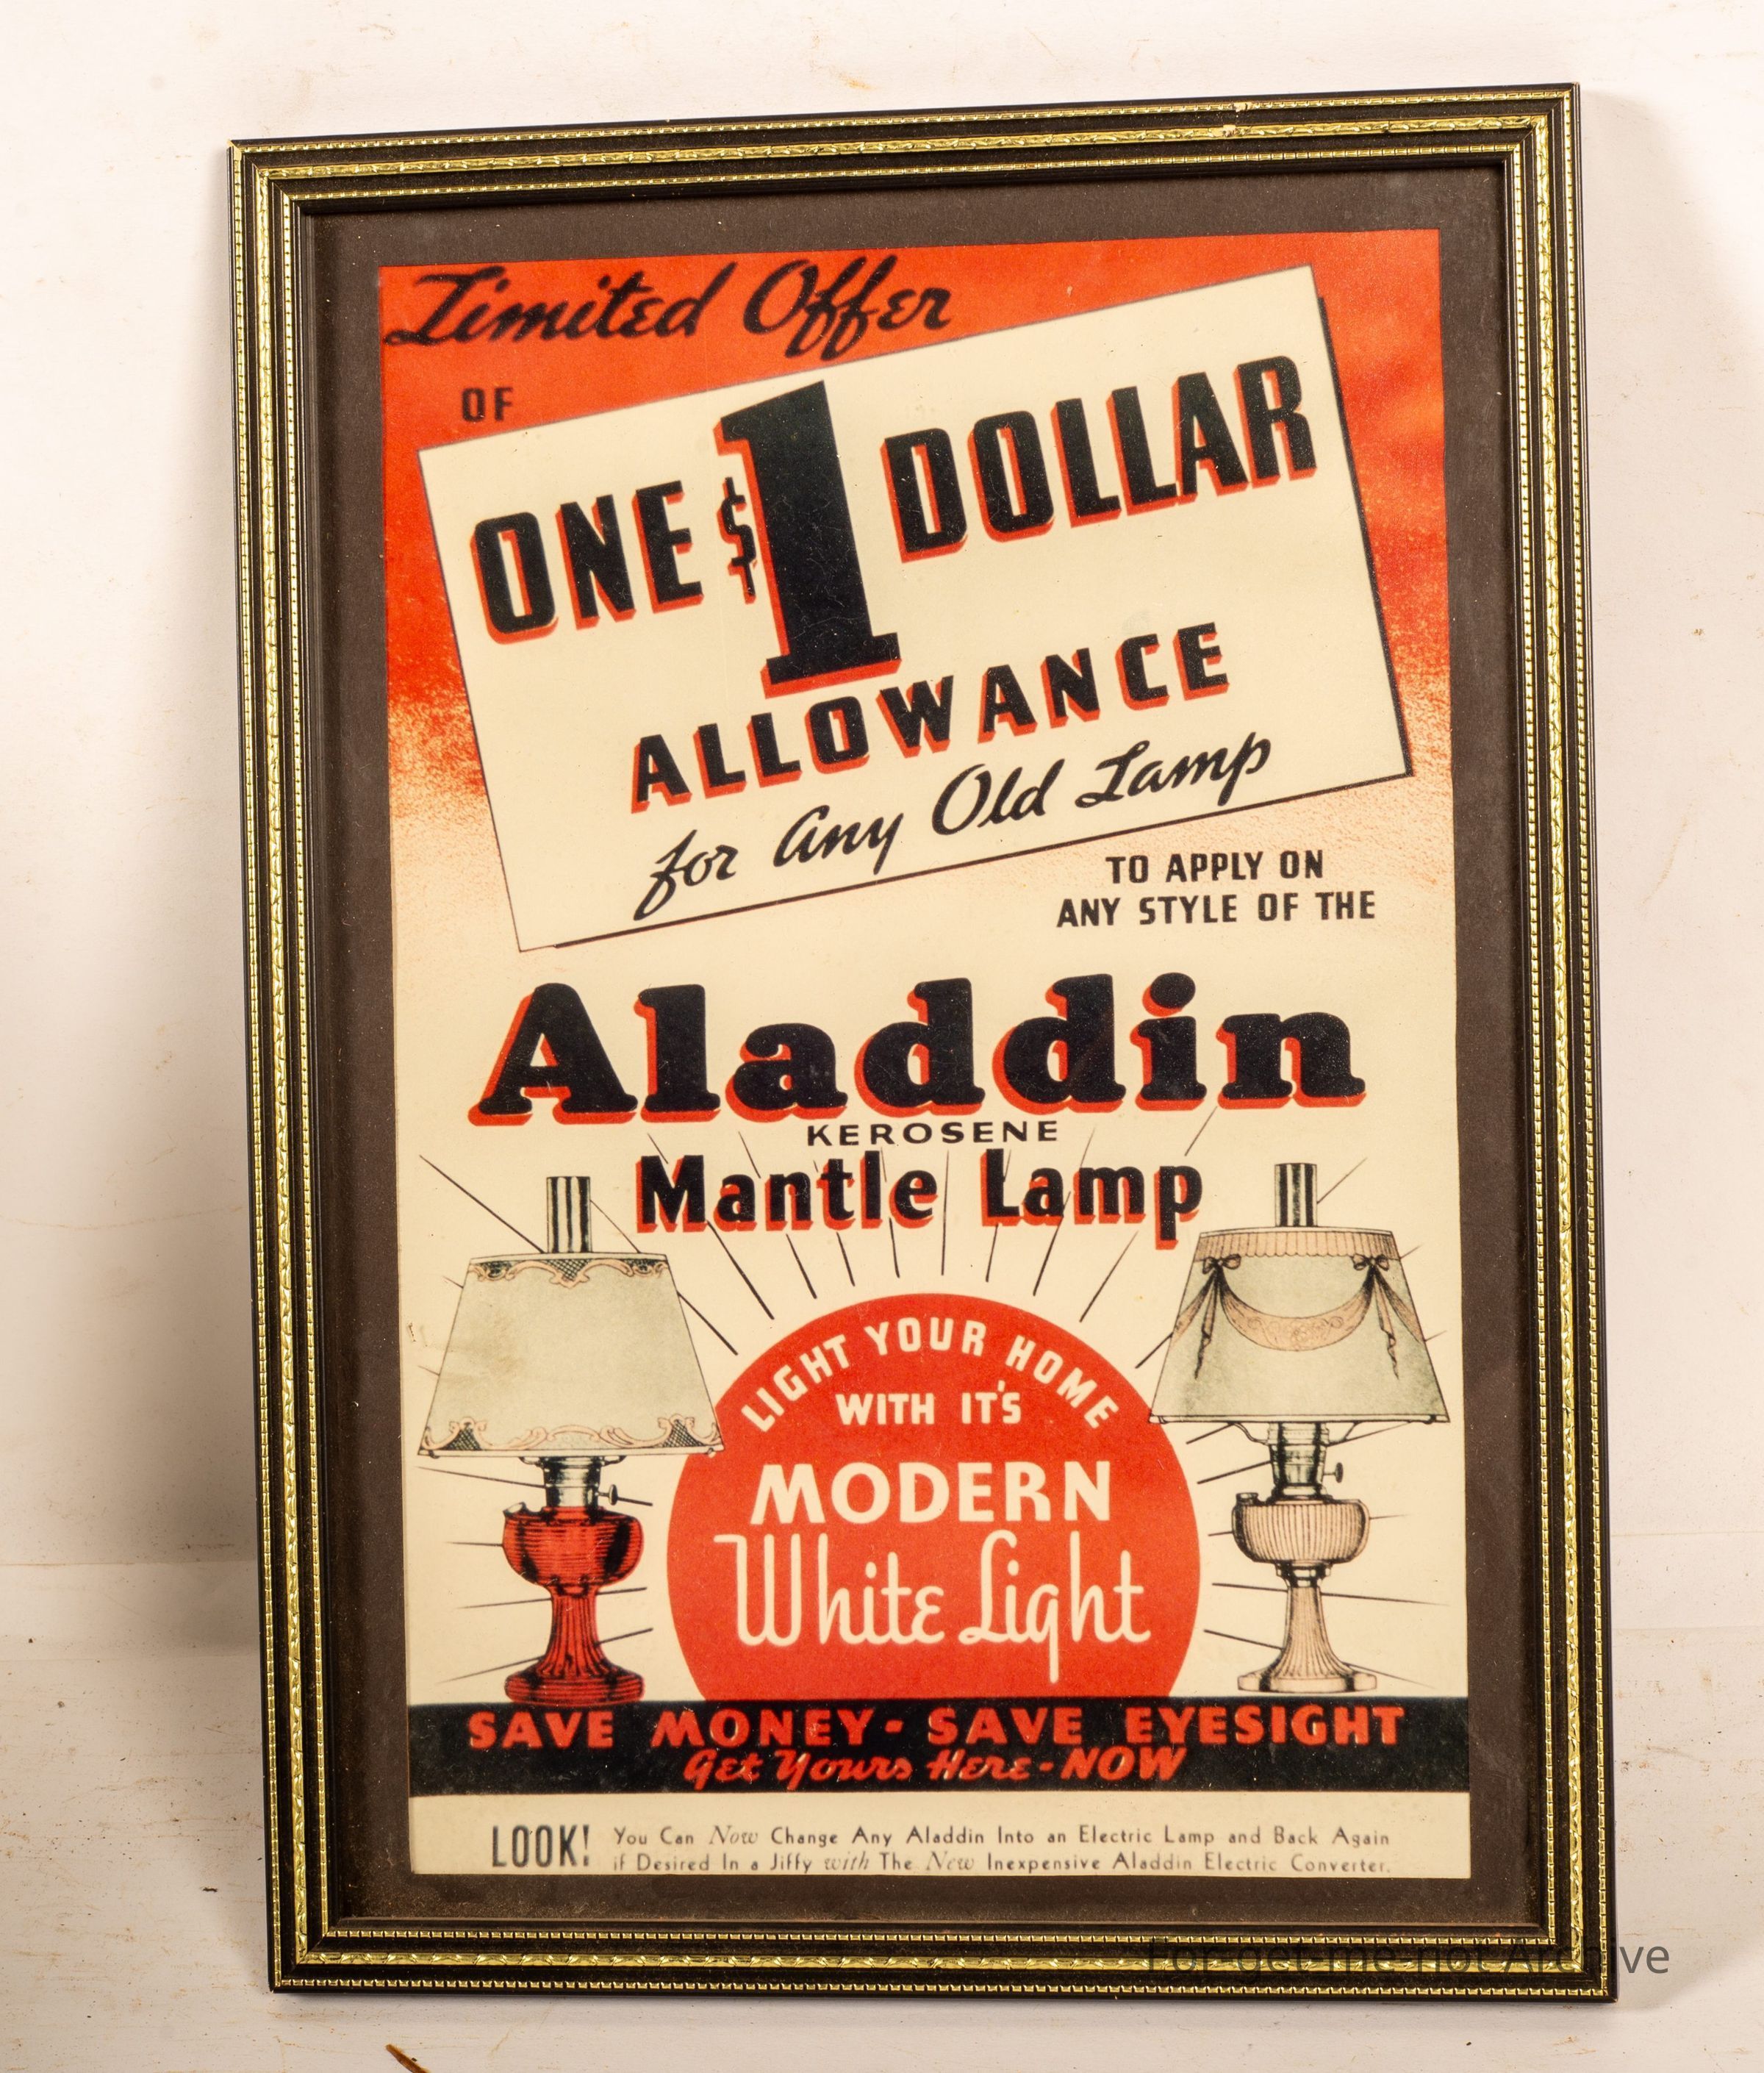 Limited Offer
OF
ONE $1 DOLLAR
ALLOWANCE
for Any Old Lamp
TO APPLY ON
ANY STYLE OF THE
Aladdin
KEROSENE
Mantle Lamp
LIGHT YOUR HOME
WITH IT'S
MODERN
White Light
SAVE MONEY - SAVE EYESIGHT
Get Yours Here - NOW
LOOK! You Can Now Change Any Aladdin Into an Electric Lamp and Back Again
if Desired In a Jiffy with The New Inexpensive Aladdin Electric Converter.
For-get-me-not Archive